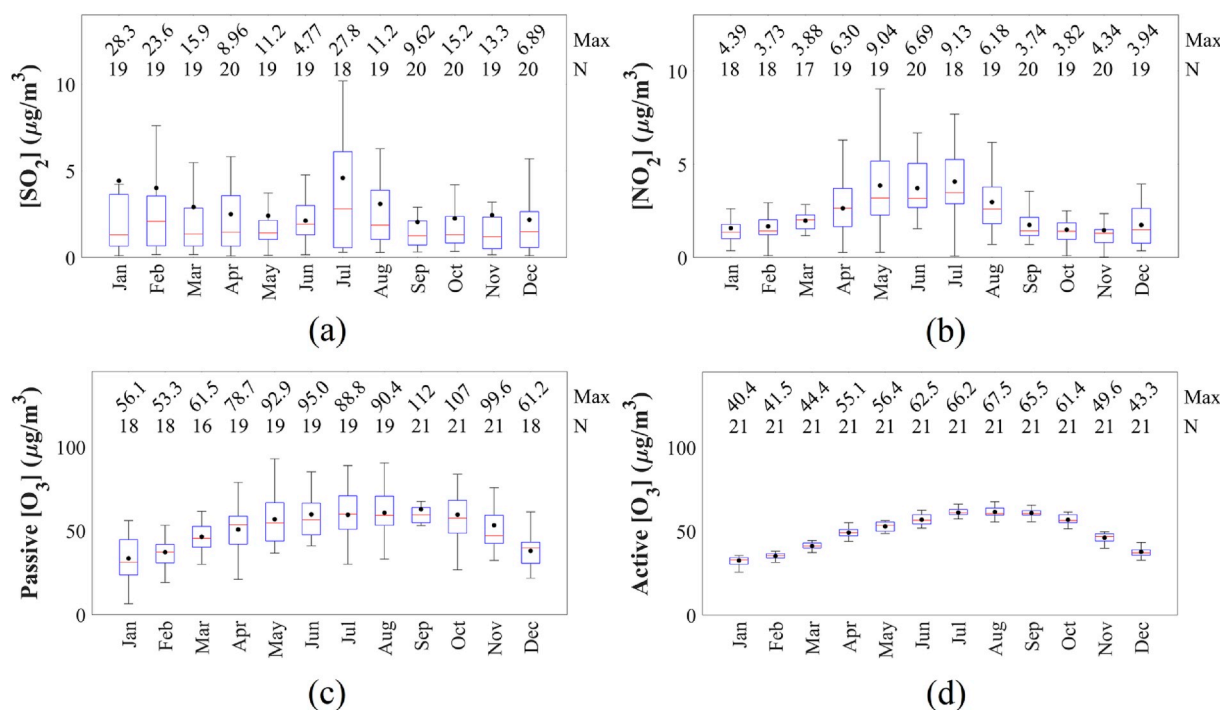 28.3 23.6 15.9 8.96 11.2 4.77 27.8 11.2 9.62 15.2 13.3 6.89 Max
19 19 19 20 19 19 18 19 20 20 19 20 N
[SO2] (μg/m3)
10
5
0
Jan Feb Mar Apr May Jun Jul Aug Sep Oct Nov Dec
(a)
4.39 3.73 3.88 6.30 9.04 6.69 9.13 6.18 3.74 3.82 4.34 3.94 Max
18 18 17 19 19 20 18 19 20 19 20 19 N
[NO2] (μg/m3)
10
5
0
Jan Feb Mar Apr May Jun Jul Aug Sep Oct Nov Dec
(b)
56.1 53.3 61.5 78.7 92.9 95.0 88.8 90.4 112 107 99.6 61.2 Max
18 18 16 19 19 19 19 19 21 21 21 18 N
Passive [O3] (μg/m3)
100
50
0
Jan Feb Mar Apr May Jun Jul Aug Sep Oct Nov Dec
(c)
40.4 41.5 44.4 55.1 56.4 62.5 66.2 67.5 65.5 61.4 49.6 43.3 Max
21 21 21 21 21 21 21 21 21 21 21 21 N
Active [O3] (μg/m3)
100
50
0
Jan Feb Mar Apr May Jun Jul Aug Sep Oct Nov Dec
(d)